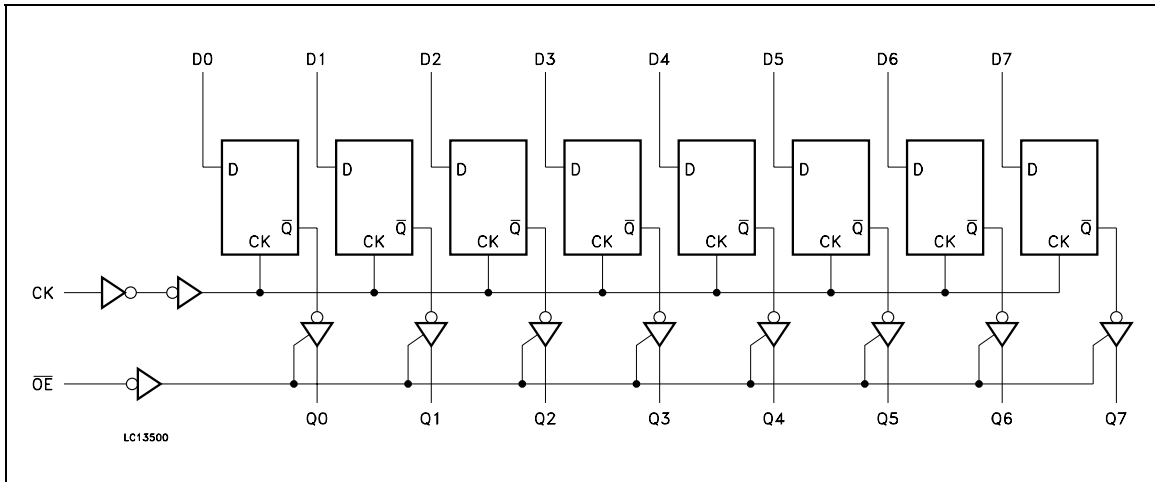 D0 D1 D2 D3 D4 D5 D6 D7
D D D D D D D D
Q̅ Q̅ Q̅ Q̅ Q̅ Q̅ Q̅ Q̅
CK CK CK CK CK CK CK CK
CK
O̅E̅
Q0 Q1 Q2 Q3 Q4 Q5 Q6 Q7
LC13500